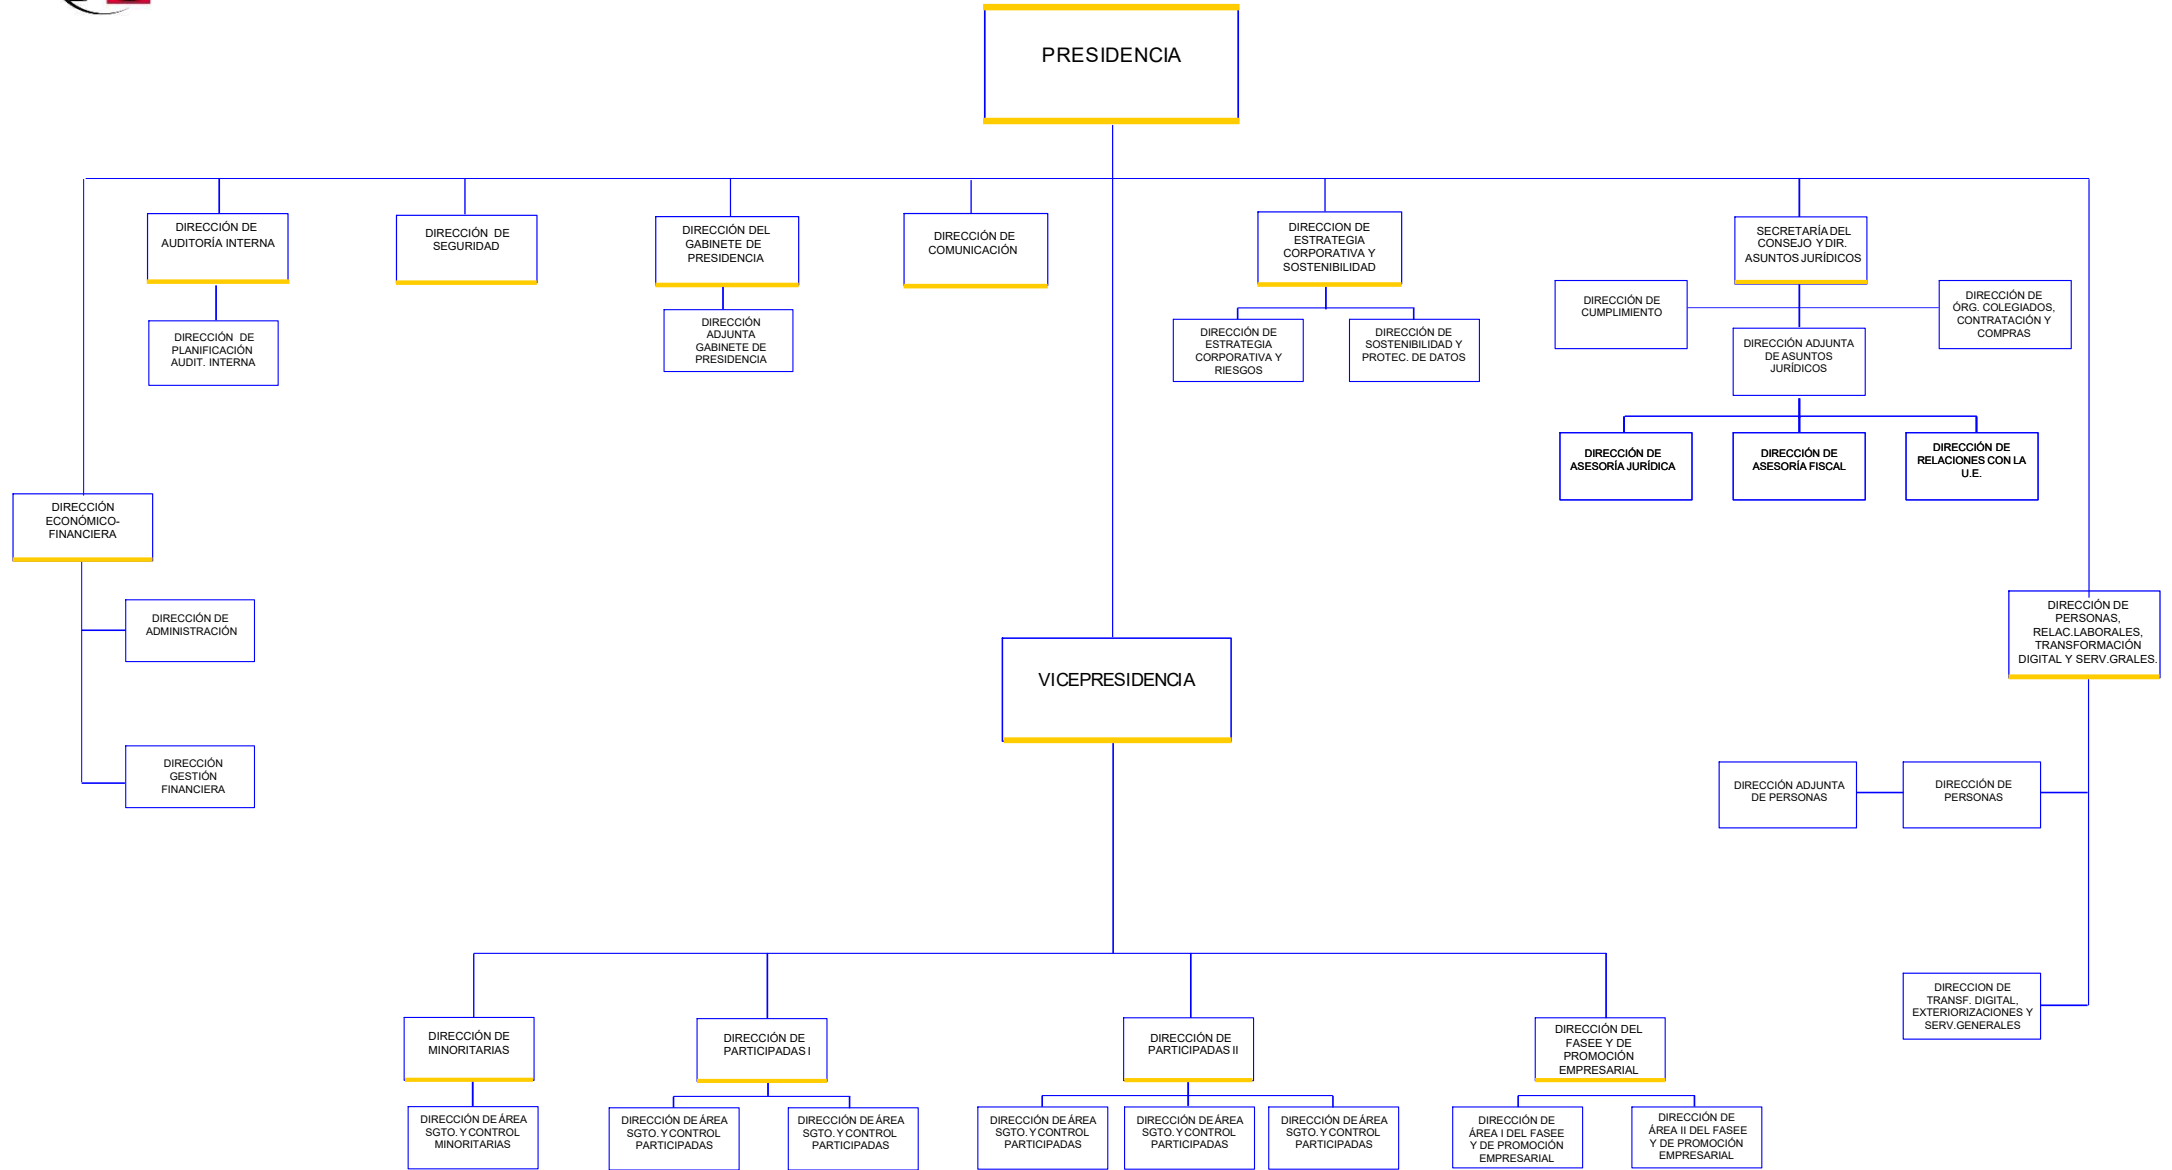 PRESIDENCIA
DIRECCIÓN DE
AUDITORÍA INTERNA
DIRECCIÓN DE
PLANIFICACIÓN
AUDIT. INTERNA
DIRECCIÓN DE
SEGURIDAD
DIRECCIÓN DEL
GABINETE DE
PRESIDENCIA
DIRECCIÓN
ADJUNTA
GABINETE DE
PRESIDENCIA
DIRECCIÓN DE
COMUNICACIÓN
DIRECCION DE
ESTRATEGIA
CORPORATIVA Y
SOSTENIBILIDAD
DIRECCIÓN DE
ESTRATEGIA
CORPORATIVA Y
RIESGOS
DIRECCIÓN DE
SOSTENIBILIDAD Y
PROTEC. DE DATOS
SECRETARÍA DEL
CONSEJO Y DIR.
ASUNTOS JURÍDICOS
DIRECCIÓN DE
CUMPLIMIENTO
DIRECCIÓN DE
ÓRG. COLEGIADOS,
CONTRATACIÓN Y
COMPRAS
DIRECCIÓN ADJUNTA
DE ASUNTOS
JURÍDICOS
DIRECCIÓN DE
ASESORÍA JURÍDICA
DIRECCIÓN DE
ASESORÍA FISCAL
DIRECCIÓN DE
RELACIONES CON LA
U.E.
DIRECCIÓN
ECONÓMICO-
FINANCIERA
DIRECCIÓN DE
ADMINISTRACIÓN
DIRECCIÓN
GESTIÓN
FINANCIERA
VICEPRESIDENCIA
DIRECCIÓN DE
PERSONAS,
RELAC.LABORALES,
TRANSFORMACIÓN
DIGITAL Y SERV.GRALES.
DIRECCIÓN ADJUNTA
DE PERSONAS
DIRECCIÓN DE
PERSONAS
DIRECCION DE
TRANSF. DIGITAL,
EXTERIORIZACIONES Y
SERV.GENERALES
DIRECCIÓN DE
MINORITARIAS
DIRECCIÓN DE ÁREA
SGTO. Y CONTROL
MINORITARIAS
DIRECCIÓN DE
PARTICIPADAS I
DIRECCIÓN DE ÁREA
SGTO. Y CONTROL
PARTICIPADAS
DIRECCIÓN DE ÁREA
SGTO. Y CONTROL
PARTICIPADAS
DIRECCIÓN DE
PARTICIPADAS II
DIRECCIÓN DE ÁREA
SGTO. Y CONTROL
PARTICIPADAS
DIRECCIÓN DE ÁREA
SGTO. Y CONTROL
PARTICIPADAS
DIRECCIÓN DE ÁREA
SGTO. Y CONTROL
PARTICIPADAS
DIRECCIÓN DEL
FASEE Y DE
PROMOCIÓN
EMPRESARIAL
DIRECCIÓN DE
ÁREA I DEL FASEE
Y DE PROMOCIÓN
EMPRESARIAL
DIRECCIÓN DE
ÁREA II DEL FASEE
Y DE PROMOCIÓN
EMPRESARIAL